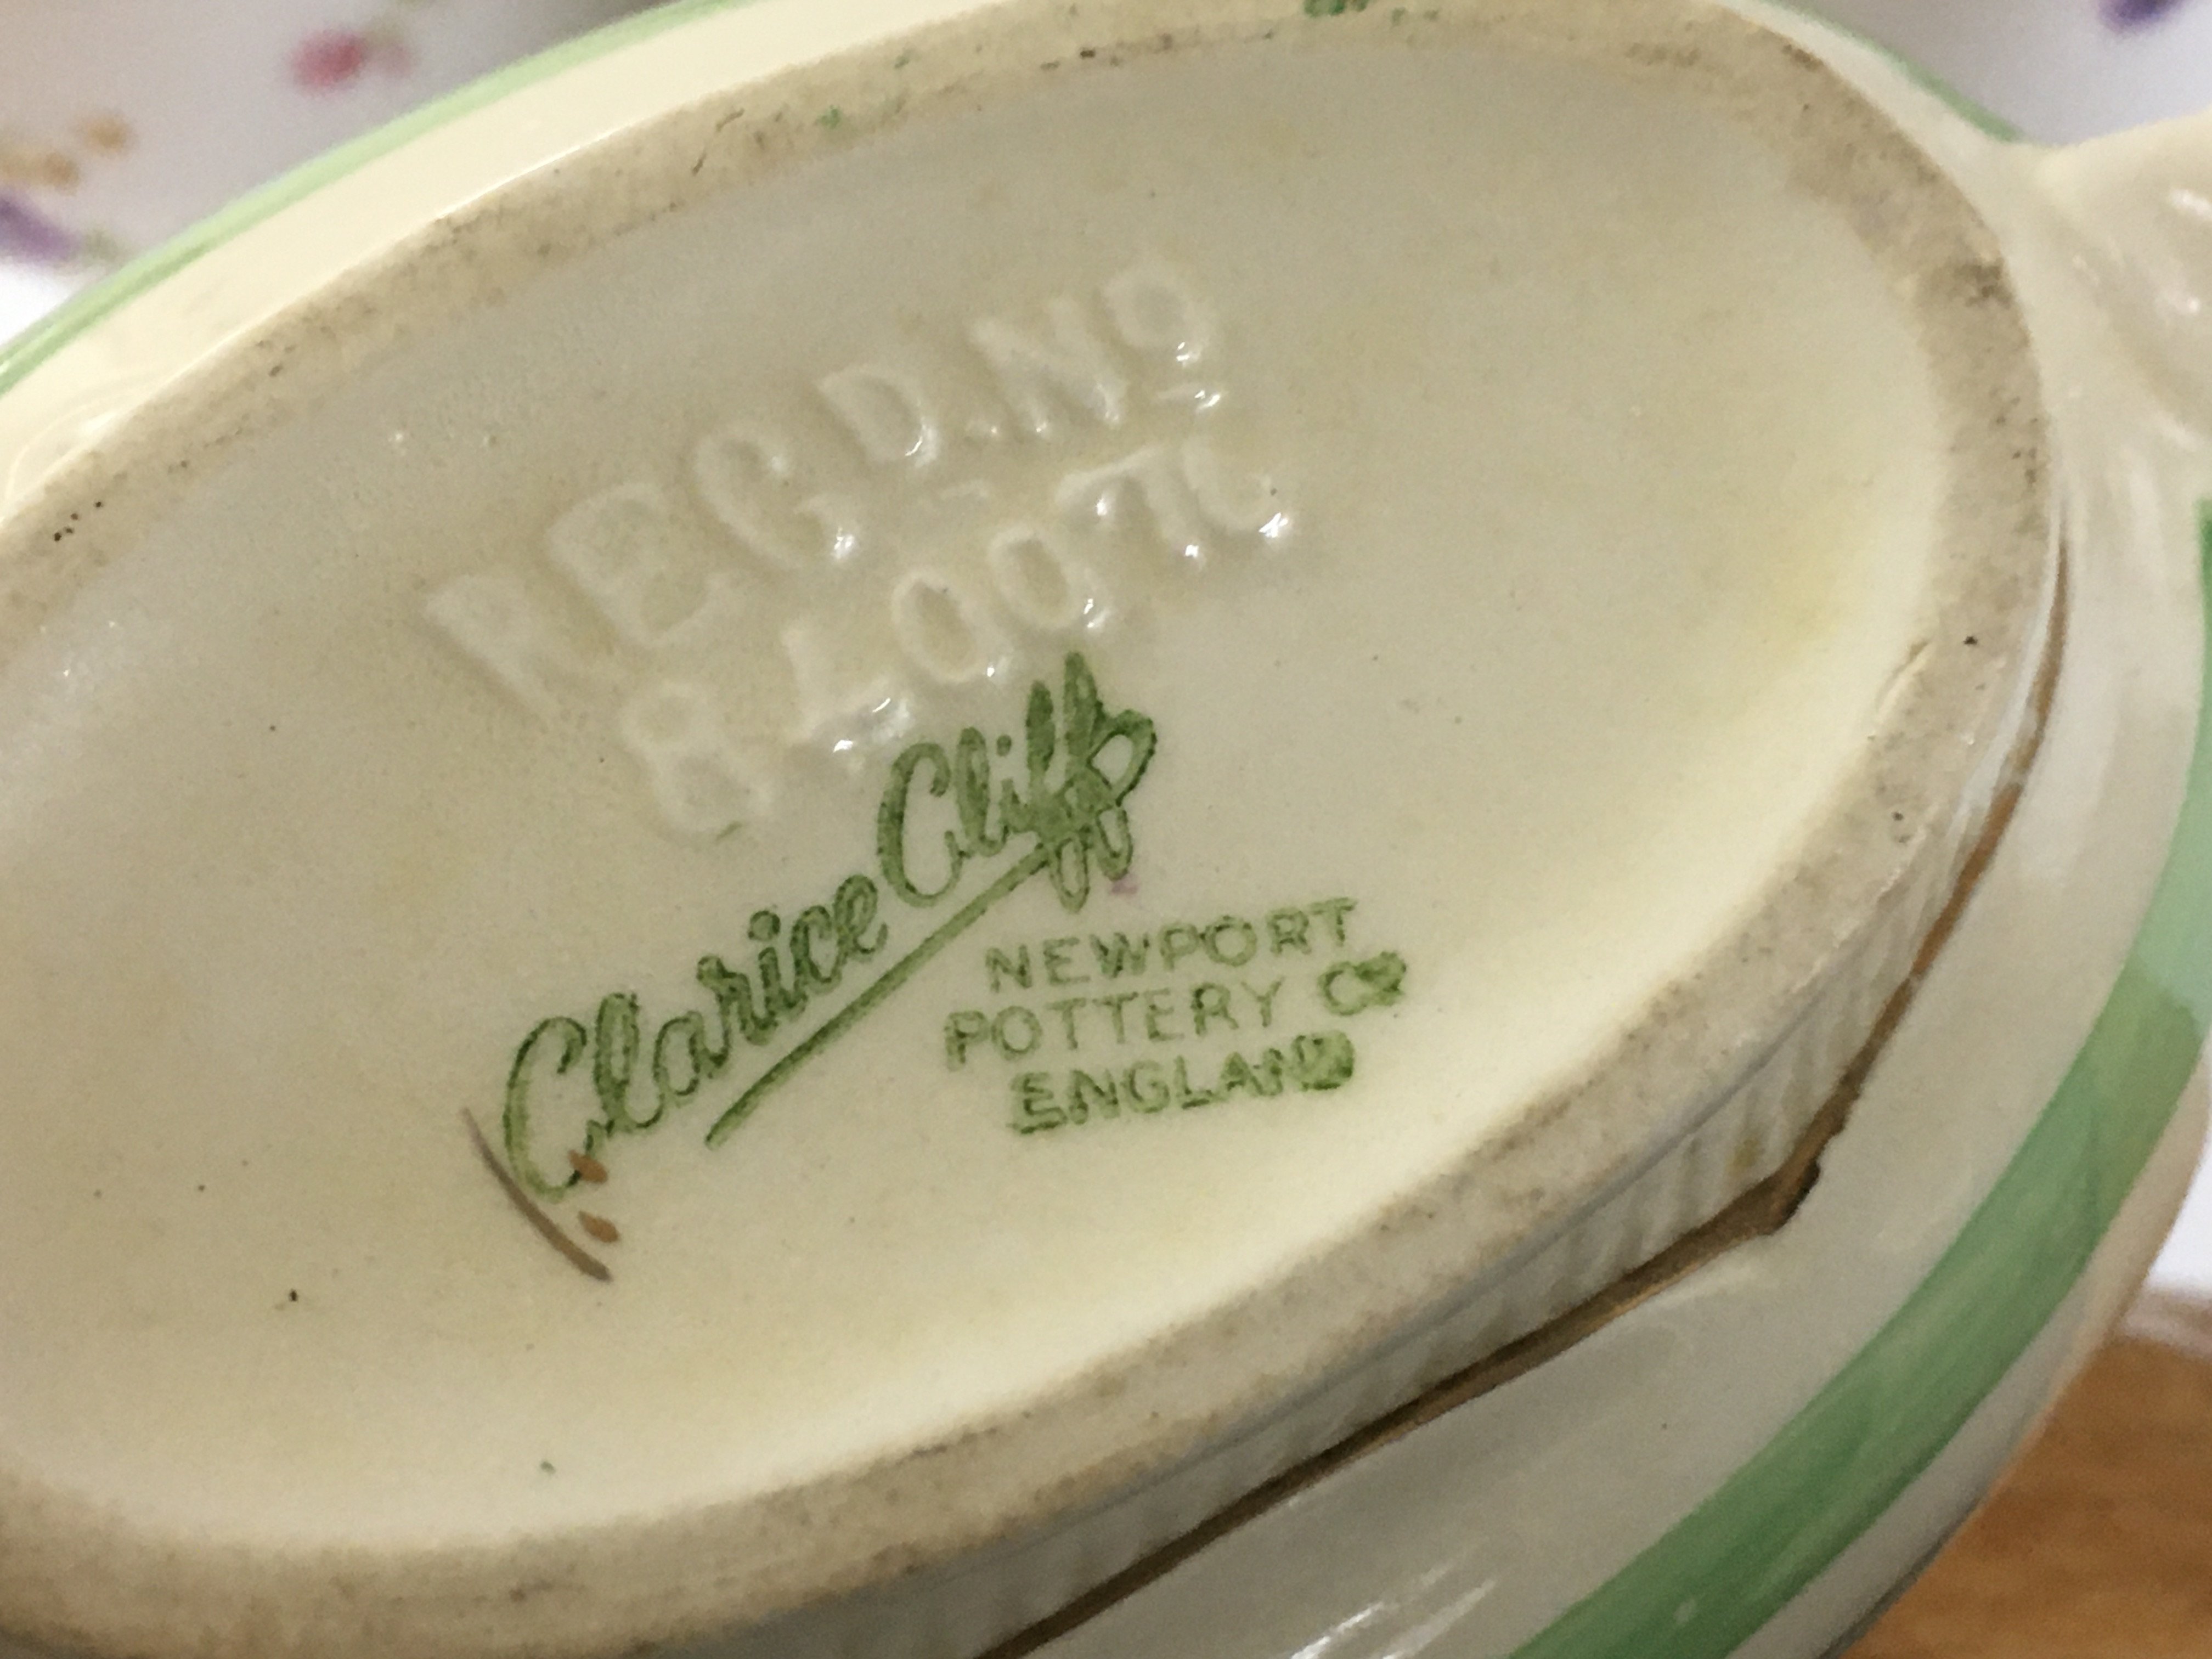 REGD.Nº
840076
Clarice Cliff
NEWPORT
POTTERY Cº
ENGLAND